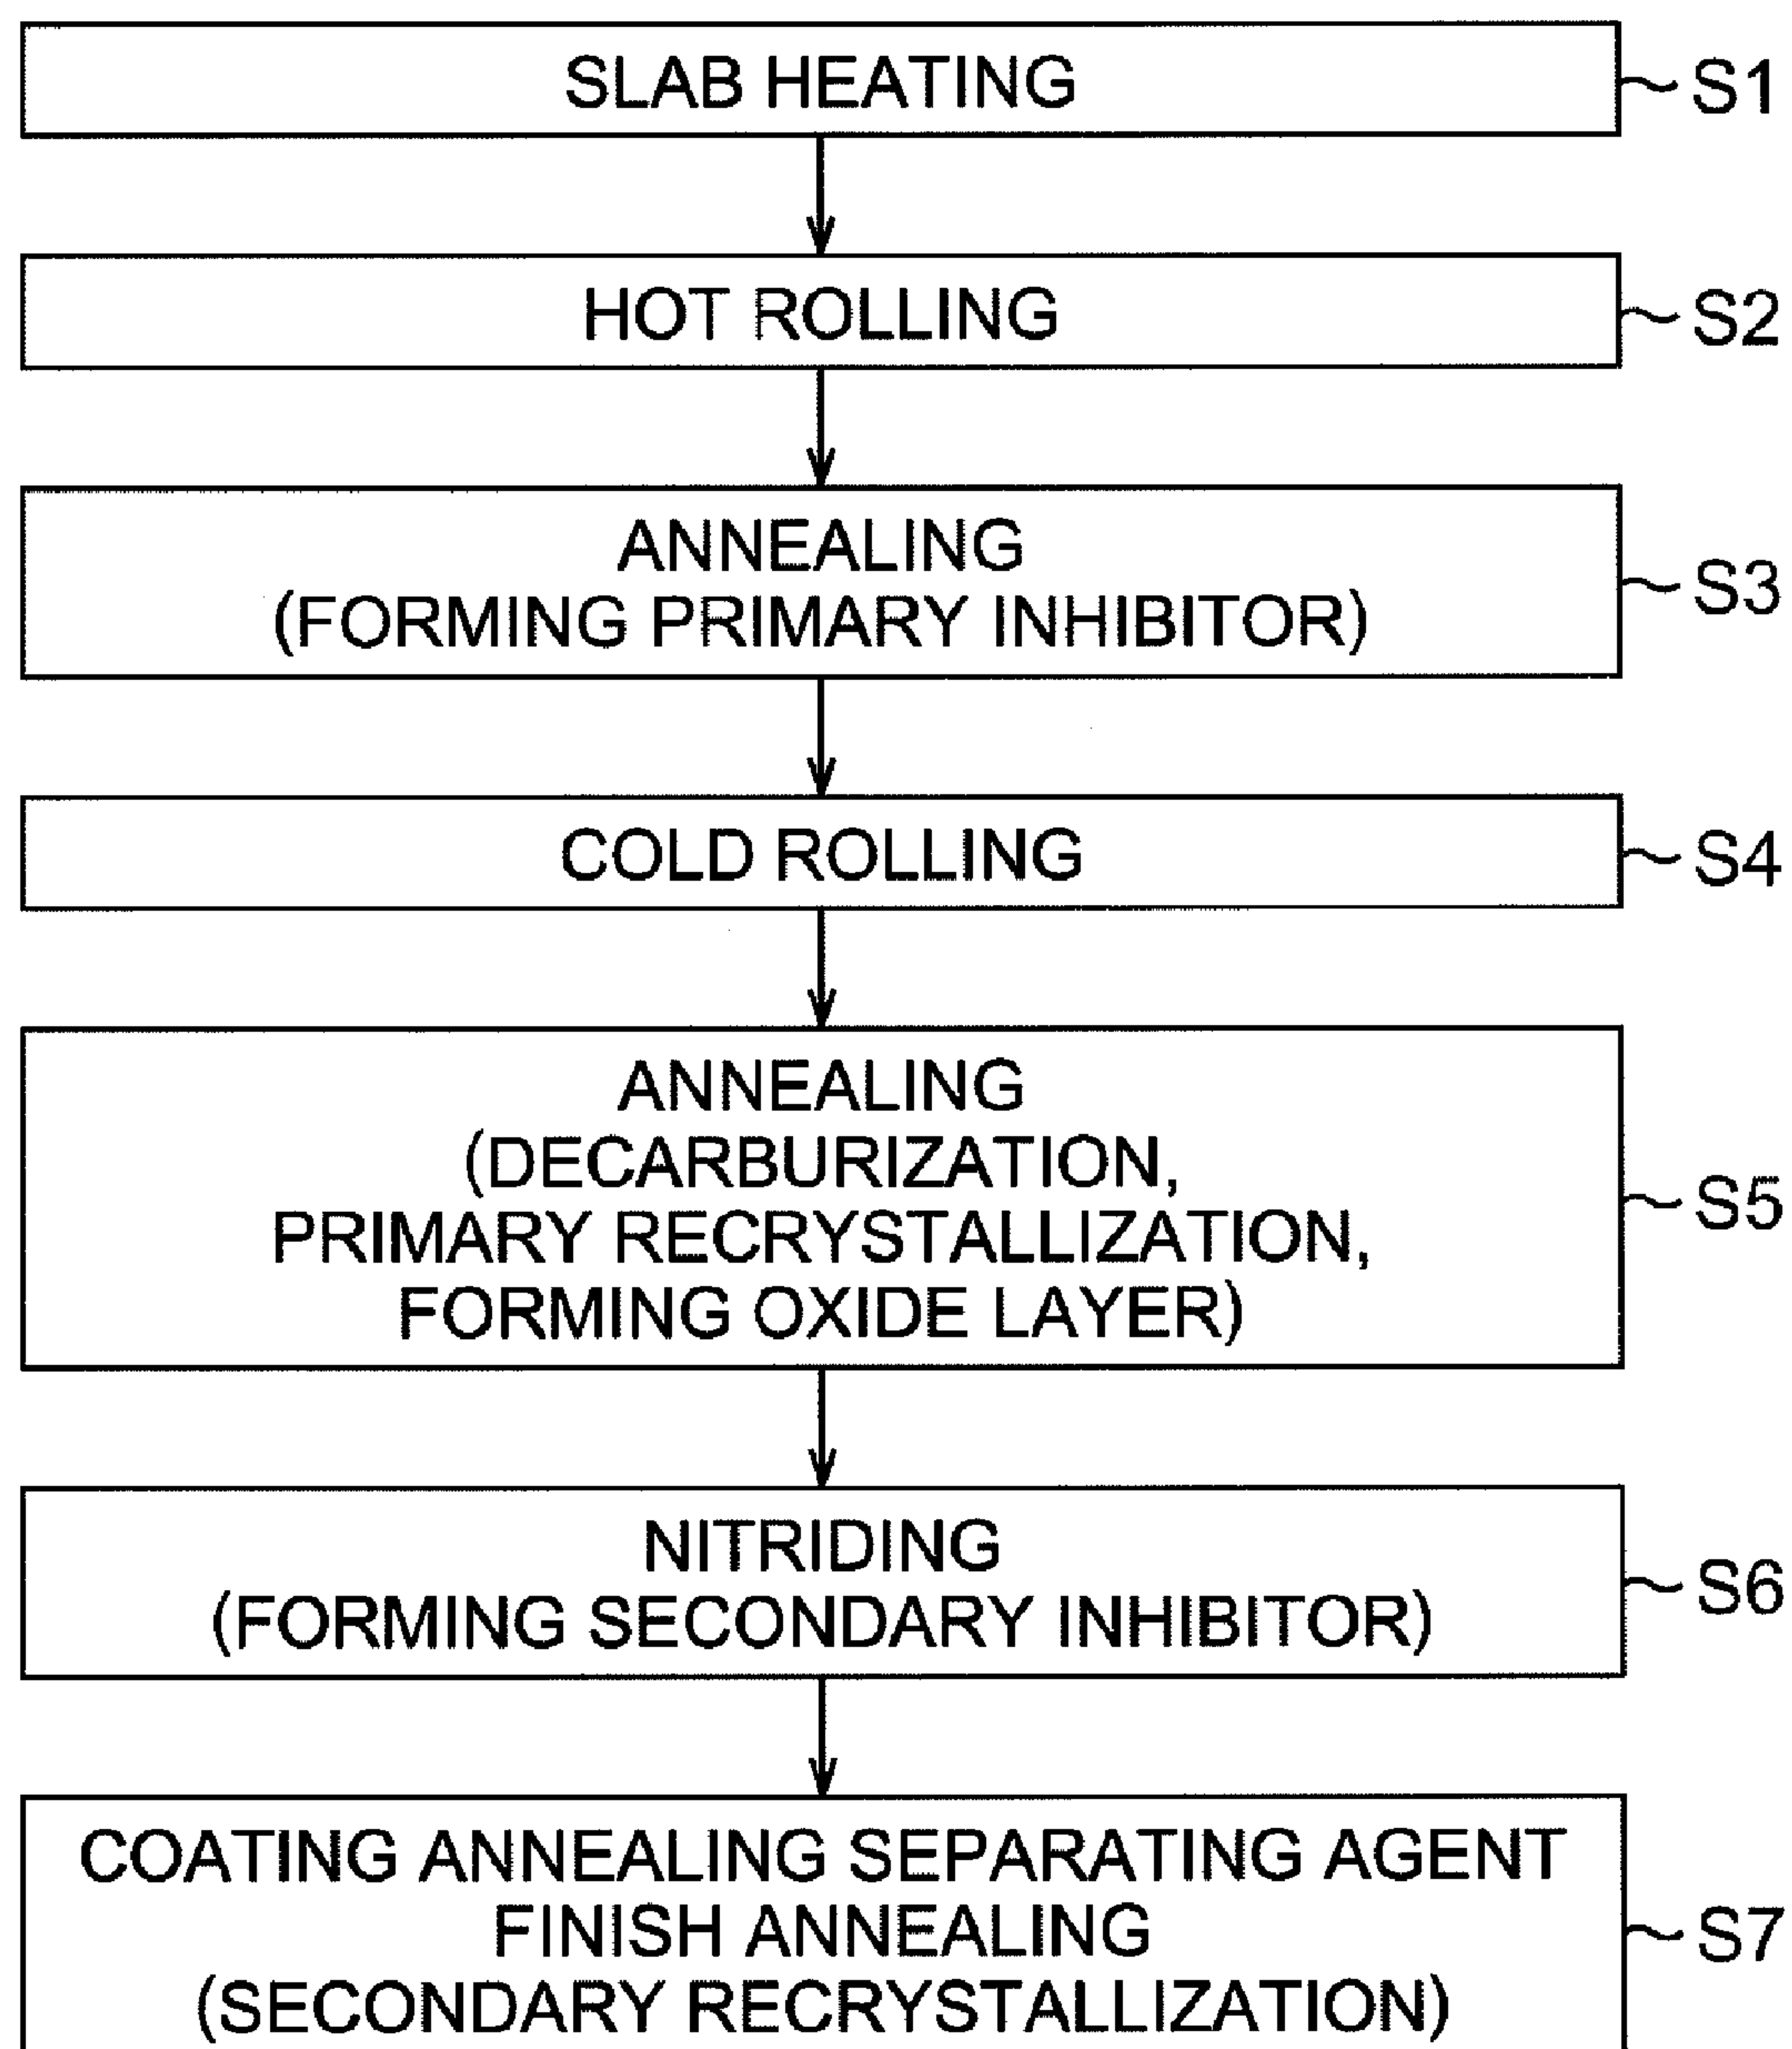 SLAB HEATING
S1
HOT ROLLING
S2
ANNEALING
(FORMING PRIMARY INHIBITOR)
S3
COLD ROLLING
S4
ANNEALING
(DECARBURIZATION,
PRIMARY RECRYSTALLIZATION,
FORMING OXIDE LAYER)
S5
NITRIDING
(FORMING SECONDARY INHIBITOR)
S6
COATING ANNEALING SEPARATING AGENT
FINISH ANNEALING
(SECONDARY RECRYSTALLIZATION)
S7